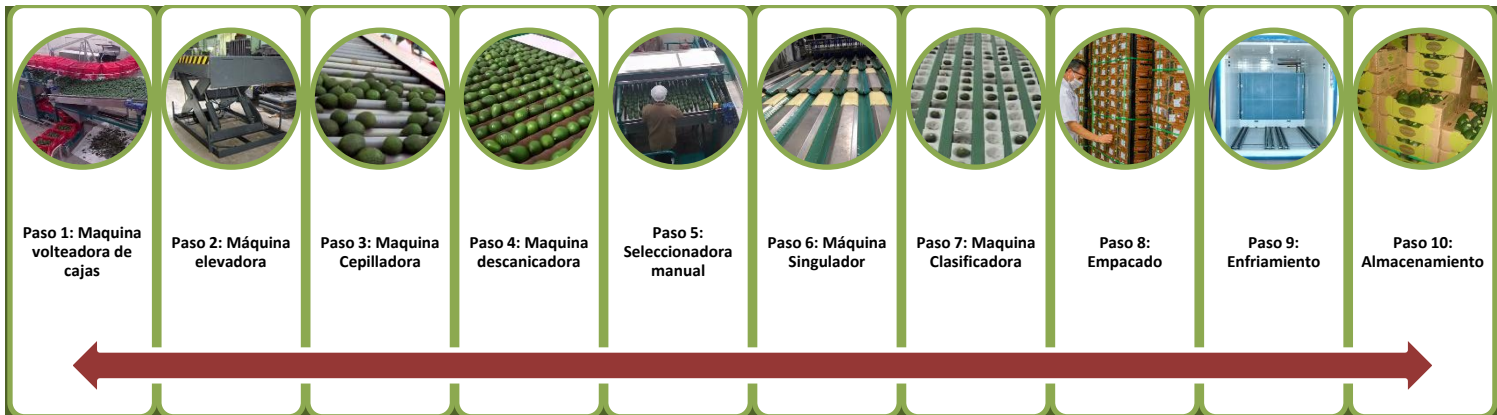 Paso 1: Maquina
volteadora de
cajas
Paso 2: Máquina
elevadora
Paso 3: Maquina
Cepilladora
Paso 4: Maquina
descanicadora
Paso 5:
Seleccionadora
manual
Paso 6: Máquina
Singulador
Paso 7: Maquina
Clasificadora
Paso 8:
Empacado
Paso 9:
Enfriamiento
Paso 10:
Almacenamiento